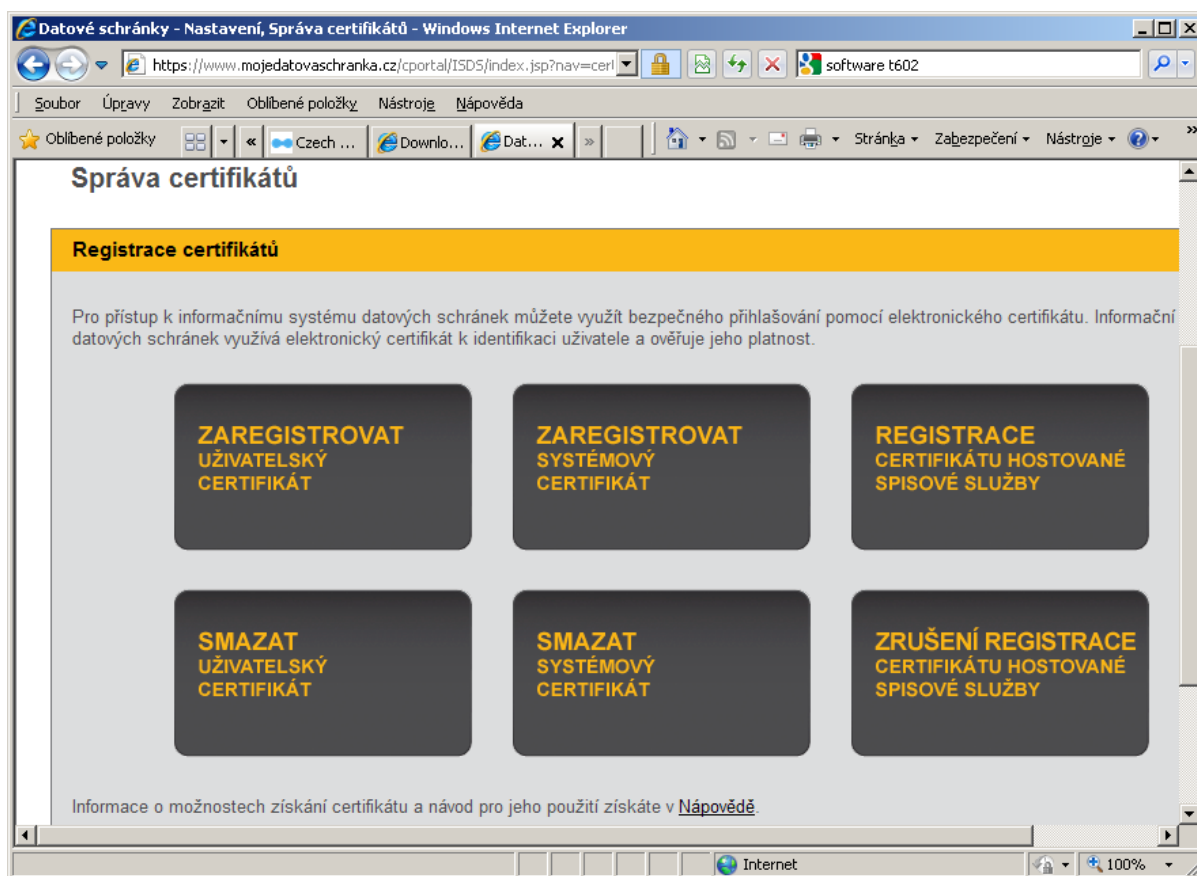 Datové schránky - Nastavení, Správa certifikátů - Windows Internet Explorer
https://www.mojedatovaschranka.cz/cportal/ISDS/index.jsp?nav=cert
software t602
Soubor Úpravy Zobrazit Oblíbené položky Nástroje Nápověda
Oblíbené položky « Czech ... Downlo... Dat... x » Stránka Zabezpečení Nástroje »
Správa certifikátů
Registrace certifikátů
Pro přístup k informačnímu systému datových schránek můžete využít bezpečného přihlašování pomocí elektronického certifikátu. Informační
datových schránek využívá elektronický certifikát k identifikaci uživatele a ověřuje jeho platnost.
ZAREGISTROVAT
UŽIVATELSKÝ
CERTIFIKÁT
ZAREGISTROVAT
SYSTÉMOVÝ
CERTIFIKÁT
REGISTRACE
CERTIFIKÁTU HOSTOVANÉ
SPISOVÉ SLUŽBY
SMAZAT
UŽIVATELSKÝ
CERTIFIKÁT
SMAZAT
SYSTÉMOVÝ
CERTIFIKÁT
ZRUŠENÍ REGISTRACE
CERTIFIKÁTU HOSTOVANÉ
SPISOVÉ SLUŽBY
Informace o možnostech získání certifikátu a návod pro jeho použití získáte v Nápovědě.
Internet
100%